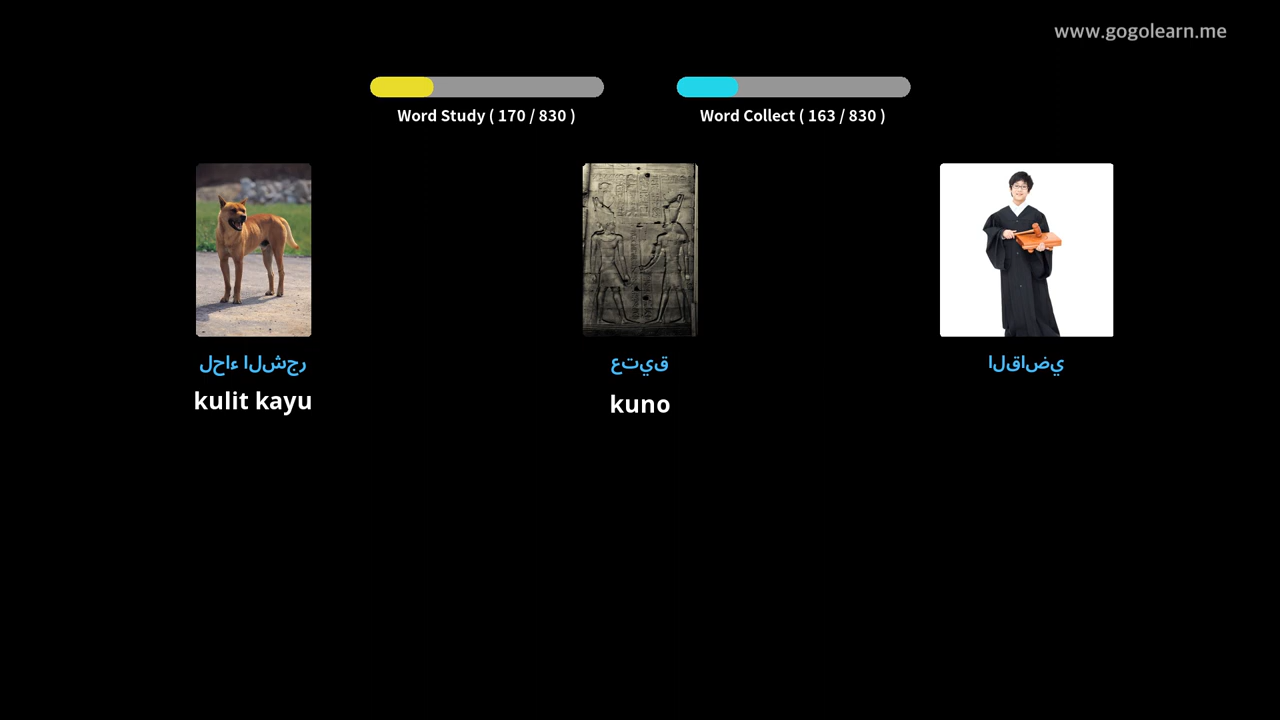 www.gogolearn.me
Word Study ( 170 / 830 )
Word Collect ( 163 / 830 )
لحاء الشجر
عتيق
القاضي
kulit kayu
kuno